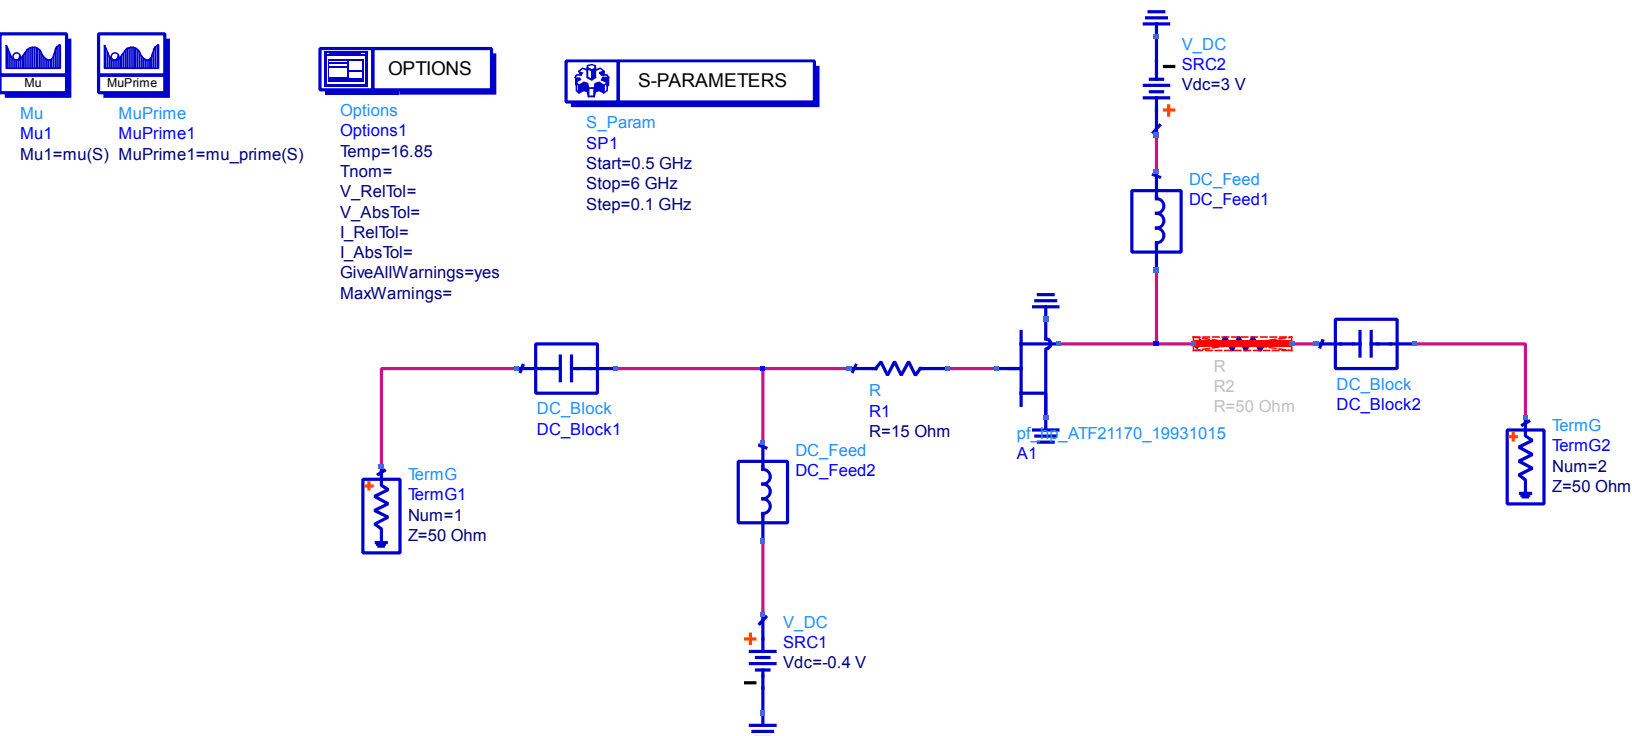 Mu
Mu
Mu1
Mu1=mu(S)
MuPrime
MuPrime
MuPrime1
MuPrime1=mu_prime(S)
OPTIONS
Options
Options1
Temp=16.85
Tnom=
V_RelTol=
V_AbsTol=
I_RelTol=
I_AbsTol=
GiveAllWarnings=yes
MaxWarnings=
S-PARAMETERS
S_Param
SP1
Start=0.5 GHz
Stop=6 GHz
Step=0.1 GHz
V_DC
SRC2
Vdc=3 V
DC_Feed
DC_Feed1
DC_Block
DC_Block1
R
R1
R=15 Ohm
R
R2
R=50 Ohm
DC_Block
DC_Block2
pf_hp_ATF21170_19931015
A1
TermG
TermG2
Num=2
Z=50 Ohm
DC_Feed
DC_Feed2
TermG
TermG1
Num=1
Z=50 Ohm
V_DC
SRC1
Vdc=-0.4 V